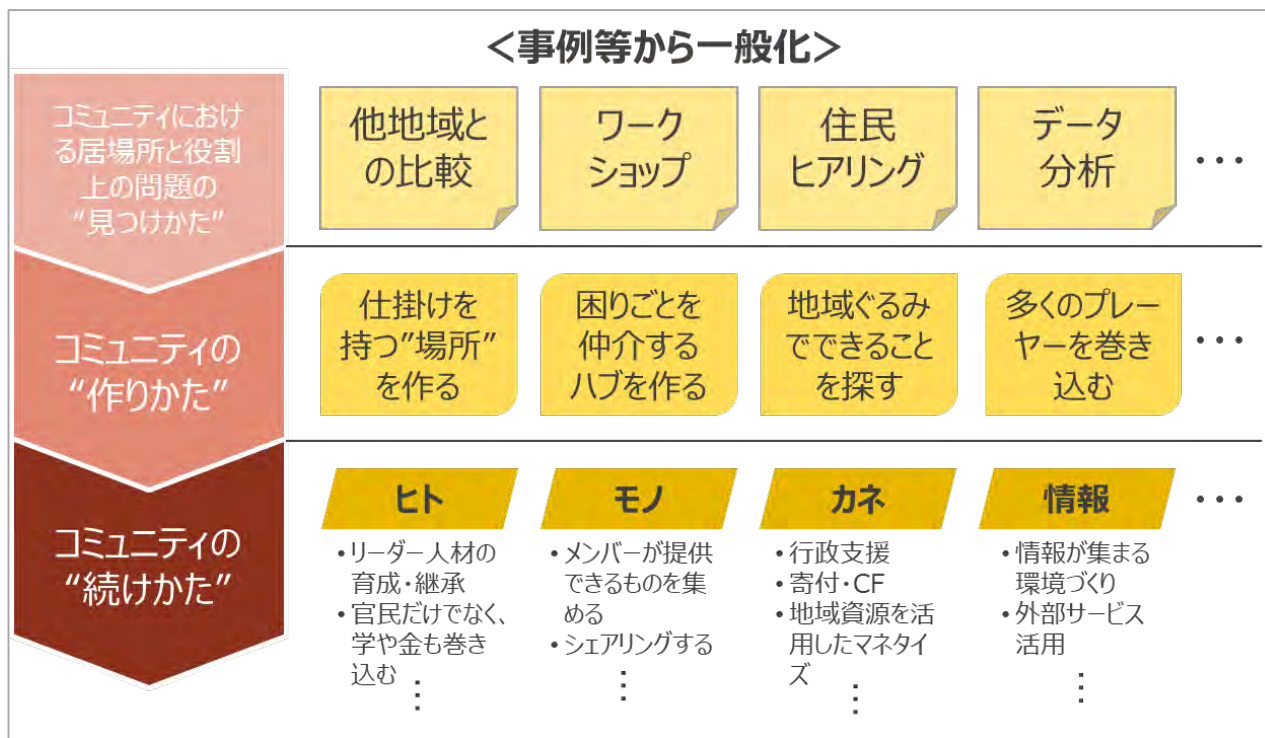 ＜事例等から一般化＞
コミュニティにおけ
る居場所と役割
上の問題の
“見つけかた”
他地域と
の比較
ワーク
ショップ
住民
ヒアリング
データ
分析
・・・
コミュニティの
“作りかた”
仕掛けを
持つ”場所”
を作る
困りごとを
仲介する
ハブを作る
地域ぐるみ
でできること
を探す
多くのプレー
ヤーを巻き
込む
・・・
コミュニティの
“続けかた”
ヒト
•リーダー人材の
育成・継承
•官民だけでなく、
学や金も巻き
込む
⋮
モノ
•メンバーが提供
できるものを集
める
•シェアリングする
⋮
カネ
•行政支援
•寄付・CF
•地域資源を活
用したマネタイ
ズ
⋮
情報
•情報が集まる
環境づくり
•外部サービス
活用
⋮
・・・